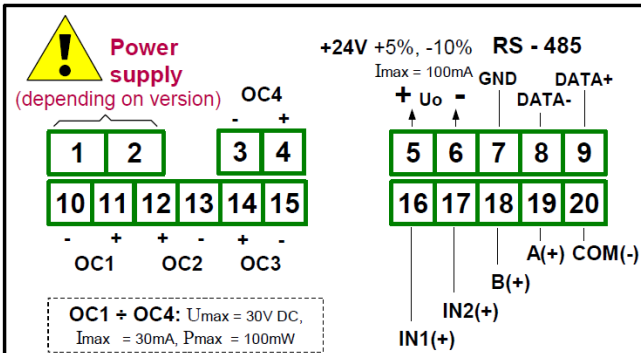 !
Power supply
(depending on version)
OC4
- +
1 2 3 4
10 11 12 13 14 15
- + + - + -
OC1 OC2 OC3
OC1 ÷ OC4: Umax = 30V DC,
Imax = 30mA, Pmax = 100mW
+24V +5%, -10% RS - 485
Imax = 100mA
GND DATA+
+ Uo - DATA-
5 6 7 8 9
16 17 18 19 20
A(+) COM(-)
B(+)
IN2(+)
IN1(+)